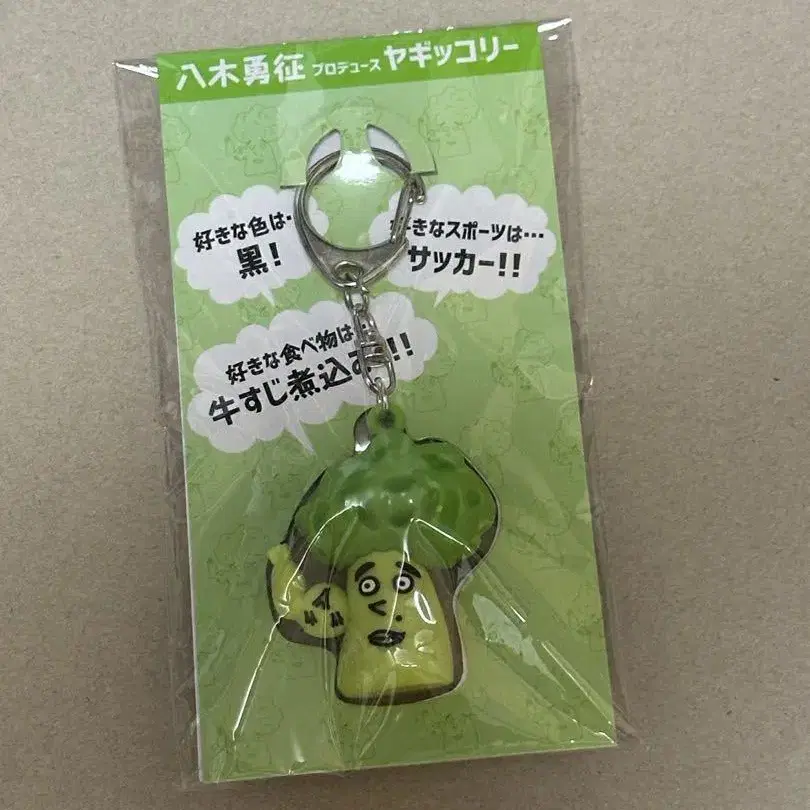 八木勇征プロデュースヤギッコリー
好きな色は…
黒!
きなスポーツは…
サッカー!!
好きな食べ物は
牛すじ煮込み!!